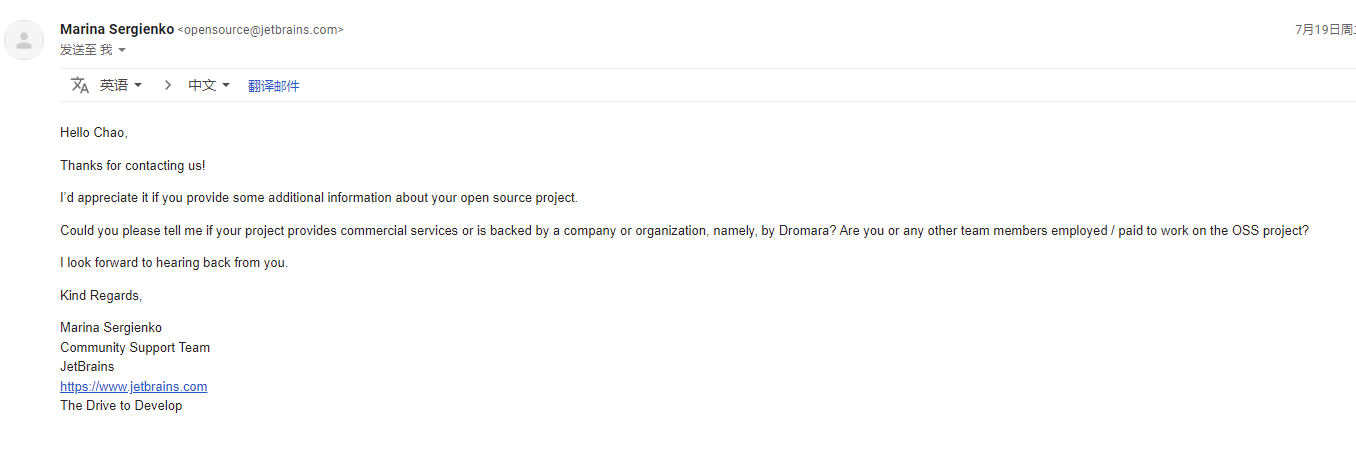 Marina Sergienko <opensource@jetbrains.com>
7月19日周
发送至 我
英语 中文 翻译邮件
Hello Chao,
Thanks for contacting us!
I’d appreciate it if you provide some additional information about your open source project.
Could you please tell me if your project provides commercial services or is backed by a company or organization, namely, by Dromara? Are you or any other team members employed / paid to work on the OSS project?
I look forward to hearing back from you.
Kind Regards,
Marina Sergienko
Community Support Team
JetBrains
https://www.jetbrains.com
The Drive to Develop